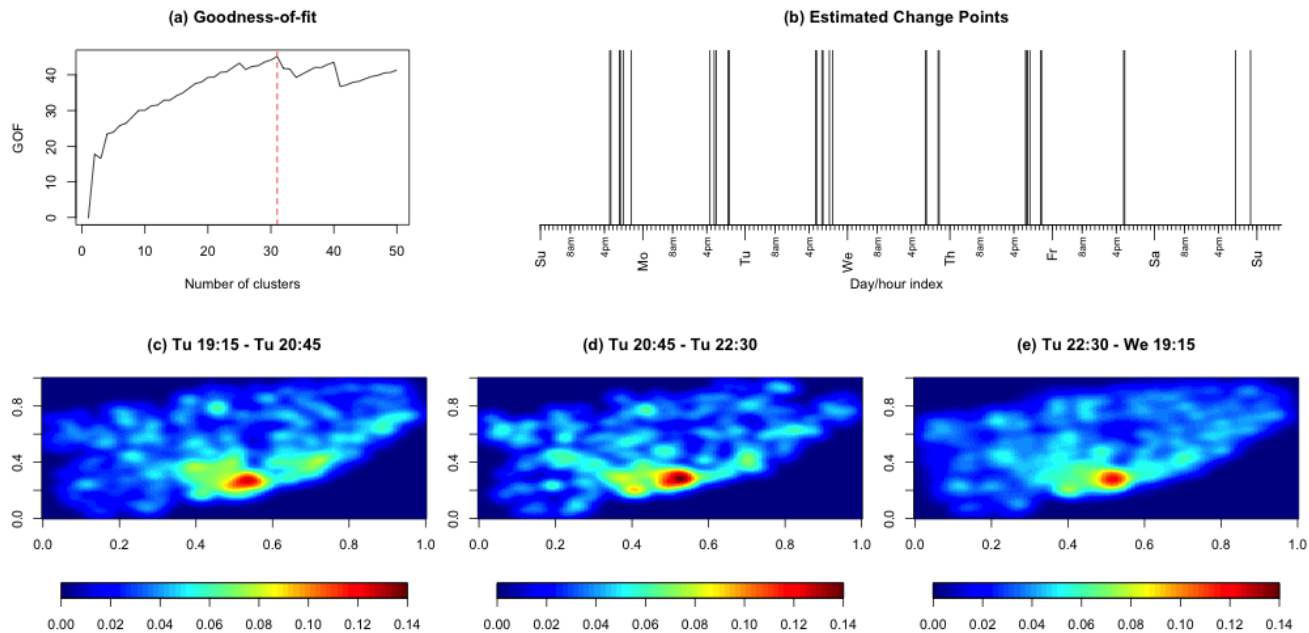 (a) Goodness-of-fit
(b) Estimated Change Points
GOF
0
10
20
30
40
0 10 20 30 40 50
Number of clusters
Su 8am 4pm Mo 8am 4pm Tu 8am 4pm We 8am 4pm Th 8am 4pm Fr 8am 4pm Sa 8am 4pm Su
Day/hour index
(c) Tu 19:15 - Tu 20:45
(d) Tu 20:45 - Tu 22:30
(e) Tu 22:30 - We 19:15
0.8 0.8 0.8
0.4 0.4 0.4
0.0 0.0 0.0
0.0 0.2 0.4 0.6 0.8 1.0
0.0 0.2 0.4 0.6 0.8 1.0
0.0 0.2 0.4 0.6 0.8 1.0
0.00 0.02 0.04 0.06 0.08 0.10 0.12 0.14
0.00 0.02 0.04 0.06 0.08 0.10 0.12 0.14
0.00 0.02 0.04 0.06 0.08 0.10 0.12 0.14